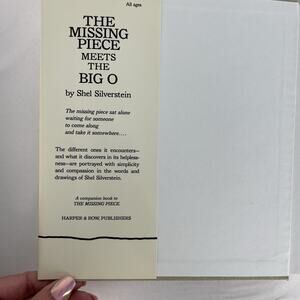 All ages
THE
MISSING
PIECE
MEETS
THE
BIG O
by Shel Silverstein
The missing piece sat alone
waiting for someone
to come along
and take it somewhere....
The different ones it encounters—
and what it discovers in its helpless-
ness—are portrayed with simplicity
and compassion in the words and
drawings of Shel Silverstein.
A companion book to
THE MISSING PIECE
HARPER & ROW, PUBLISHERS